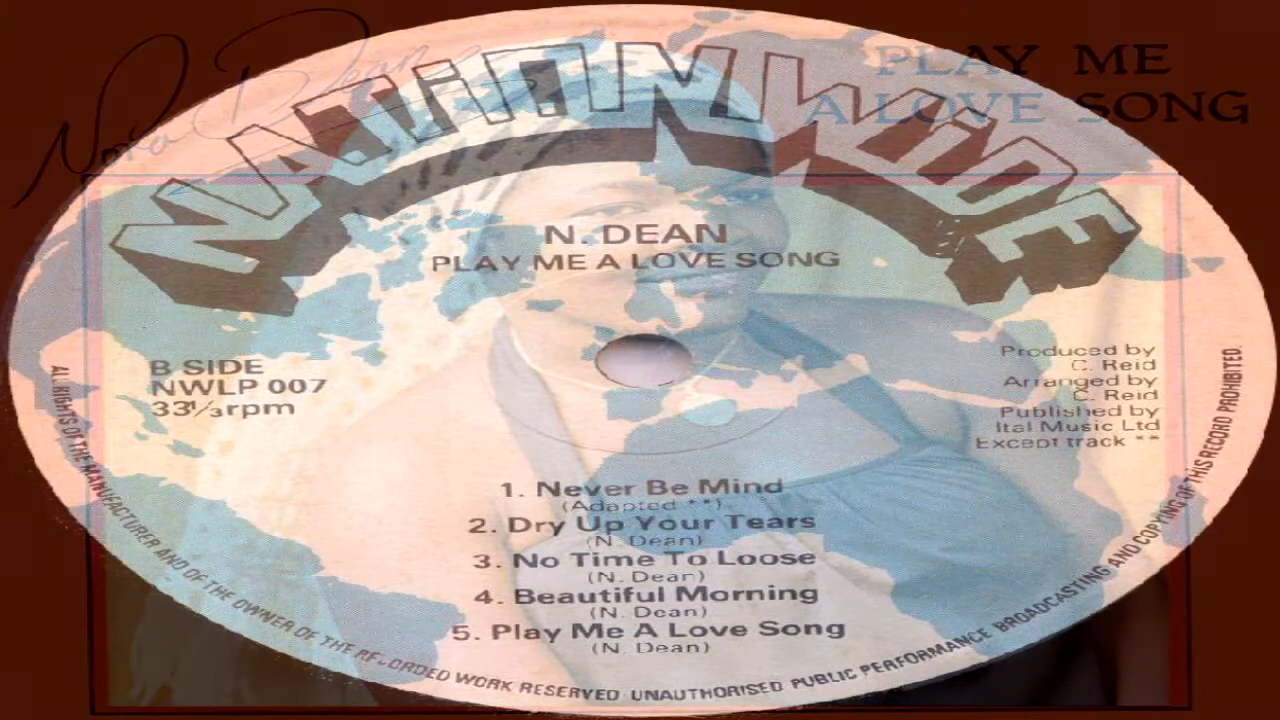 Nora Dean
PLAY ME
A LOVE SONG
NATION WIDE
N. DEAN
PLAY ME A LOVE SONG
B SIDE
NWLP 007
33⅓rpm
Produced by
C. Reid
Arranged by
C. Reid
Published by
Ital Music Ltd
Except track **
1. Never Be Mind
(Adapted **)
2. Dry Up Your Tears
(N. Dean)
3. No Time To Loose
(N. Dean)
4. Beautiful Morning
(N. Dean)
5. Play Me A Love Song
(N. Dean)
ALL RIGHTS OF THE MANUFACTURER AND OF THE OWNER OF THE RECORDED WORK RESERVED UNAUTHORISED PUBLIC PERFORMANCE BROADCASTING AND COPYING OF THIS RECORD PROHIBITED.